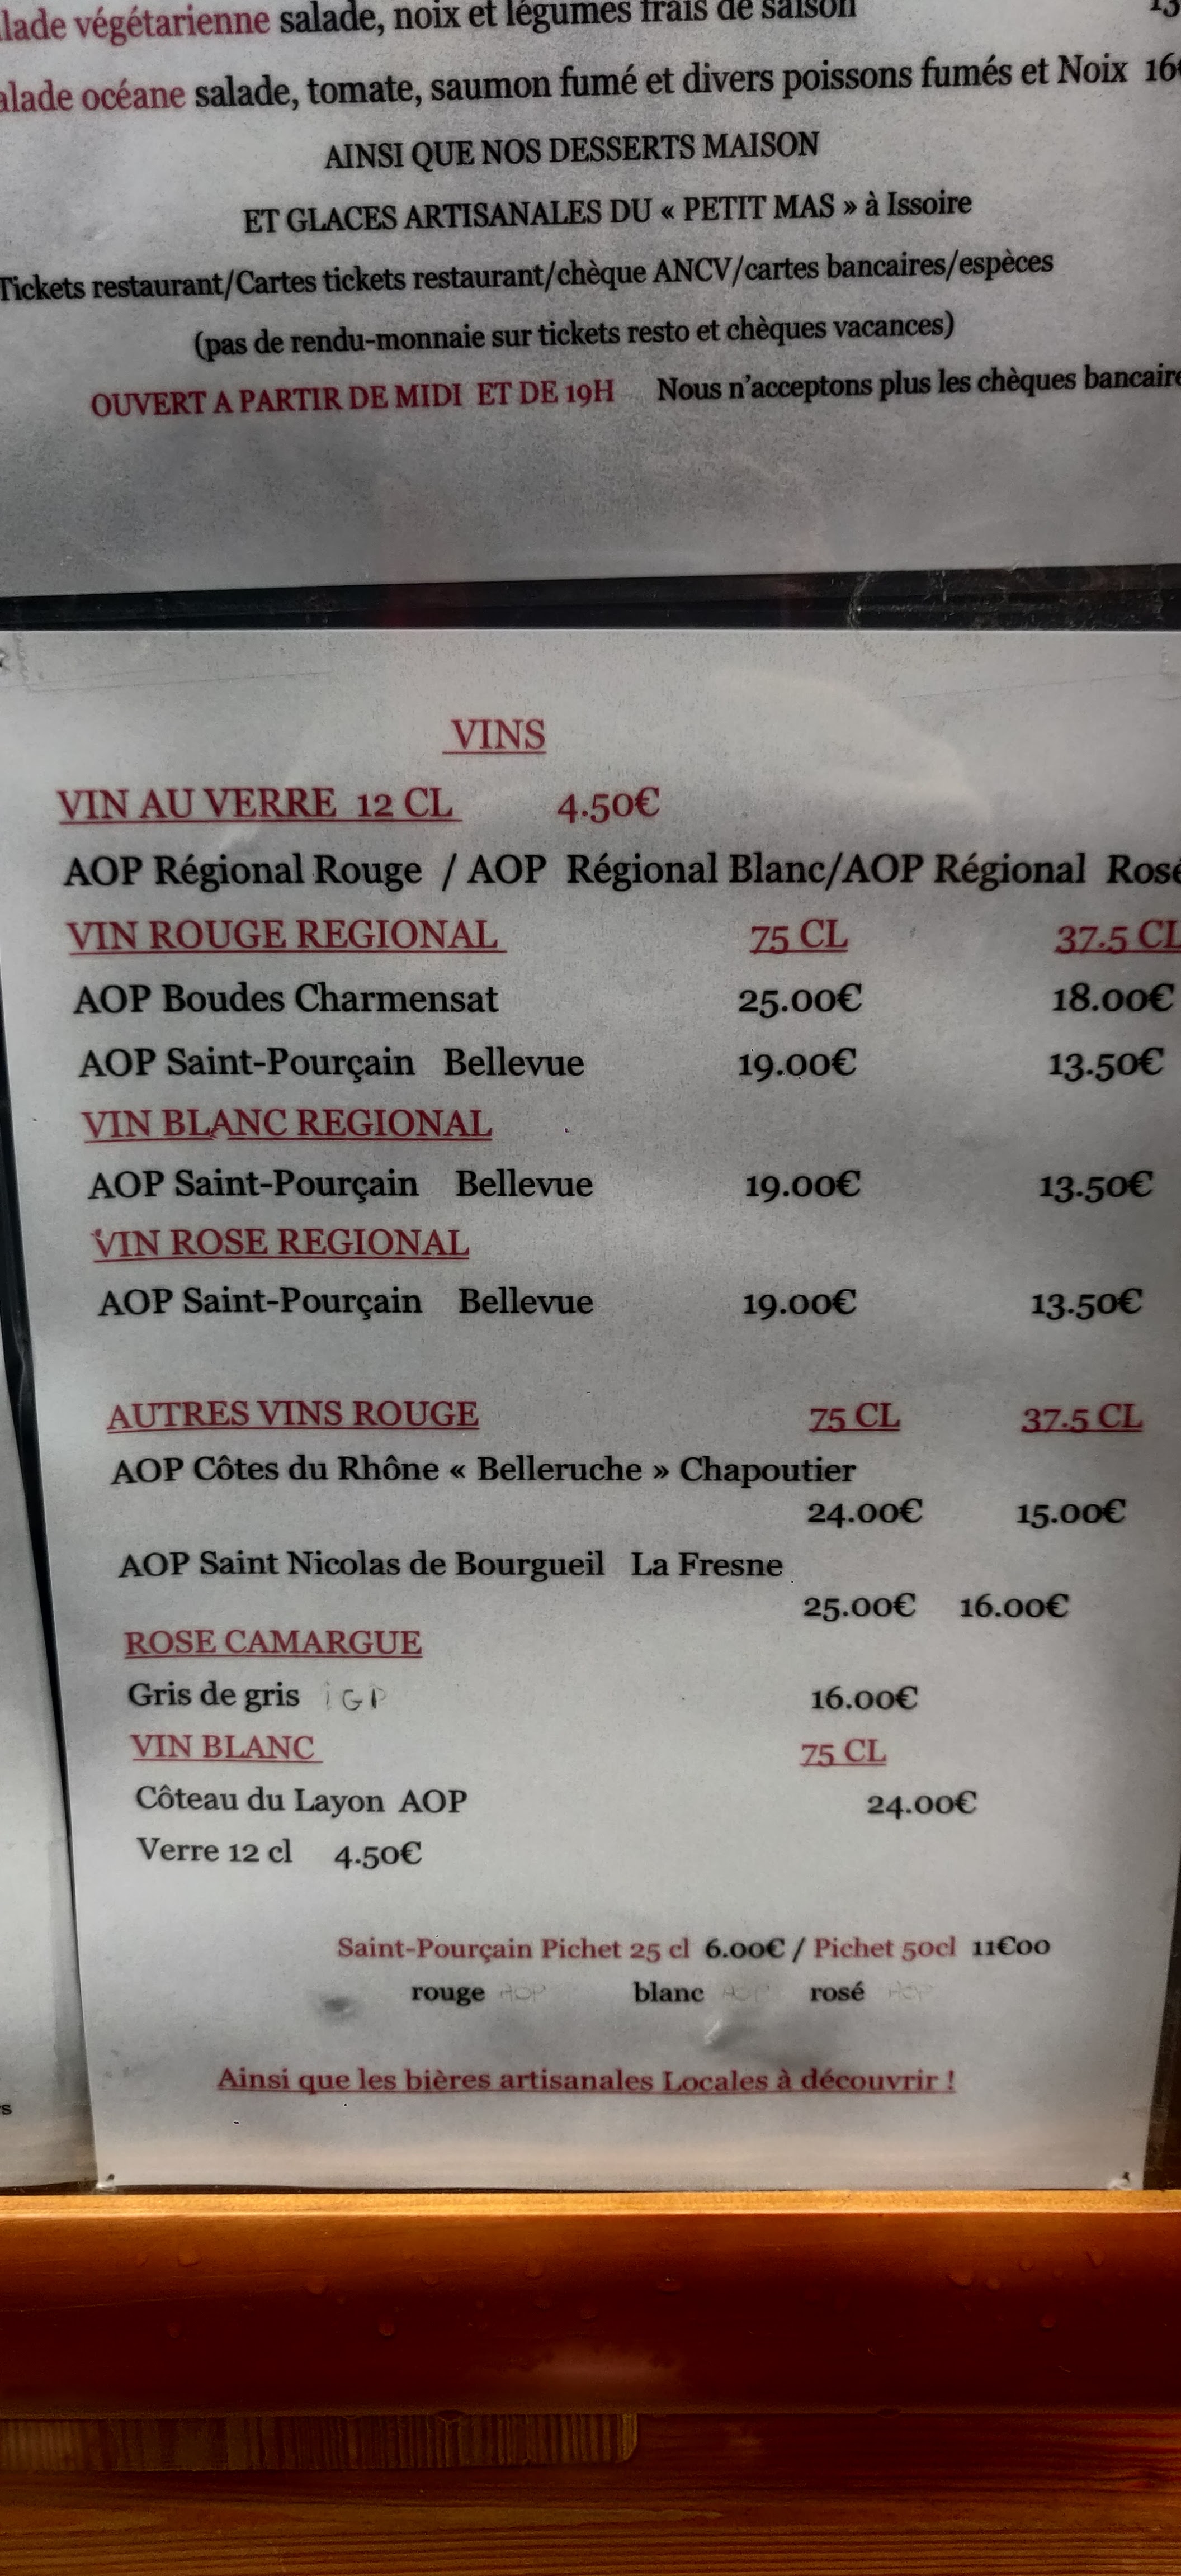 lade végétarienne salade, noix et légumes frais de saison
alade océane salade, tomate, saumon fumé et divers poissons fumés et Noix 16€
AINSI QUE NOS DESSERTS MAISON
ET GLACES ARTISANALES DU « PETIT MAS » à Issoire
Tickets restaurant/Cartes tickets restaurant/chèque ANCV/cartes bancaires/espèces
(pas de rendu-monnaie sur tickets resto et chèques vacances)
OUVERT A PARTIR DE MIDI ET DE 19H Nous n'acceptons plus les chèques bancaire
VINS
VIN AU VERRE 12 CL 4.50€
AOP Régional Rouge / AOP Régional Blanc/AOP Régional Rosé
VIN ROUGE REGIONAL 75 CL 37.5 CL
AOP Boudes Charmensat 25.00€ 18.00€
AOP Saint-Pourçain Bellevue 19.00€ 13.50€
VIN BLANC REGIONAL
AOP Saint-Pourçain Bellevue 19.00€ 13.50€
VIN ROSE REGIONAL
AOP Saint-Pourçain Bellevue 19.00€ 13.50€
AUTRES VINS ROUGE 75 CL 37.5 CL
AOP Côtes du Rhône « Belleruche » Chapoutier
24.00€ 15.00€
AOP Saint Nicolas de Bourgueil La Fresne
25.00€ 16.00€
ROSE CAMARGUE
Gris de gris iGP 16.00€
VIN BLANC 75 CL
Côteau du Layon AOP 24.00€
Verre 12 cl 4.50€
Saint-Pourçain Pichet 25 cl 6.00€ / Pichet 50cl 11€00
rouge AOP blanc AOP rosé AOP
Ainsi que les bières artisanales Locales à découvrir !